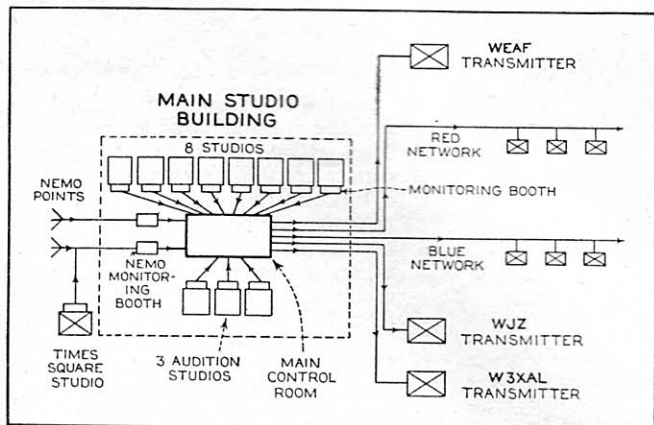 WEAF
TRANSMITTER
MAIN STUDIO
BUILDING
8 STUDIOS
RED
NETWORK
NEMO
POINTS
MONITORING BOOTH
BLUE
NETWORK
NEMO
MONITOR-
ING
BOOTH
WJZ
TRANSMITTER
TIMES
SQUARE
STUDIO
3 AUDITION
STUDIOS
MAIN
CONTROL
ROOM
W3XAL
TRANSMITTER